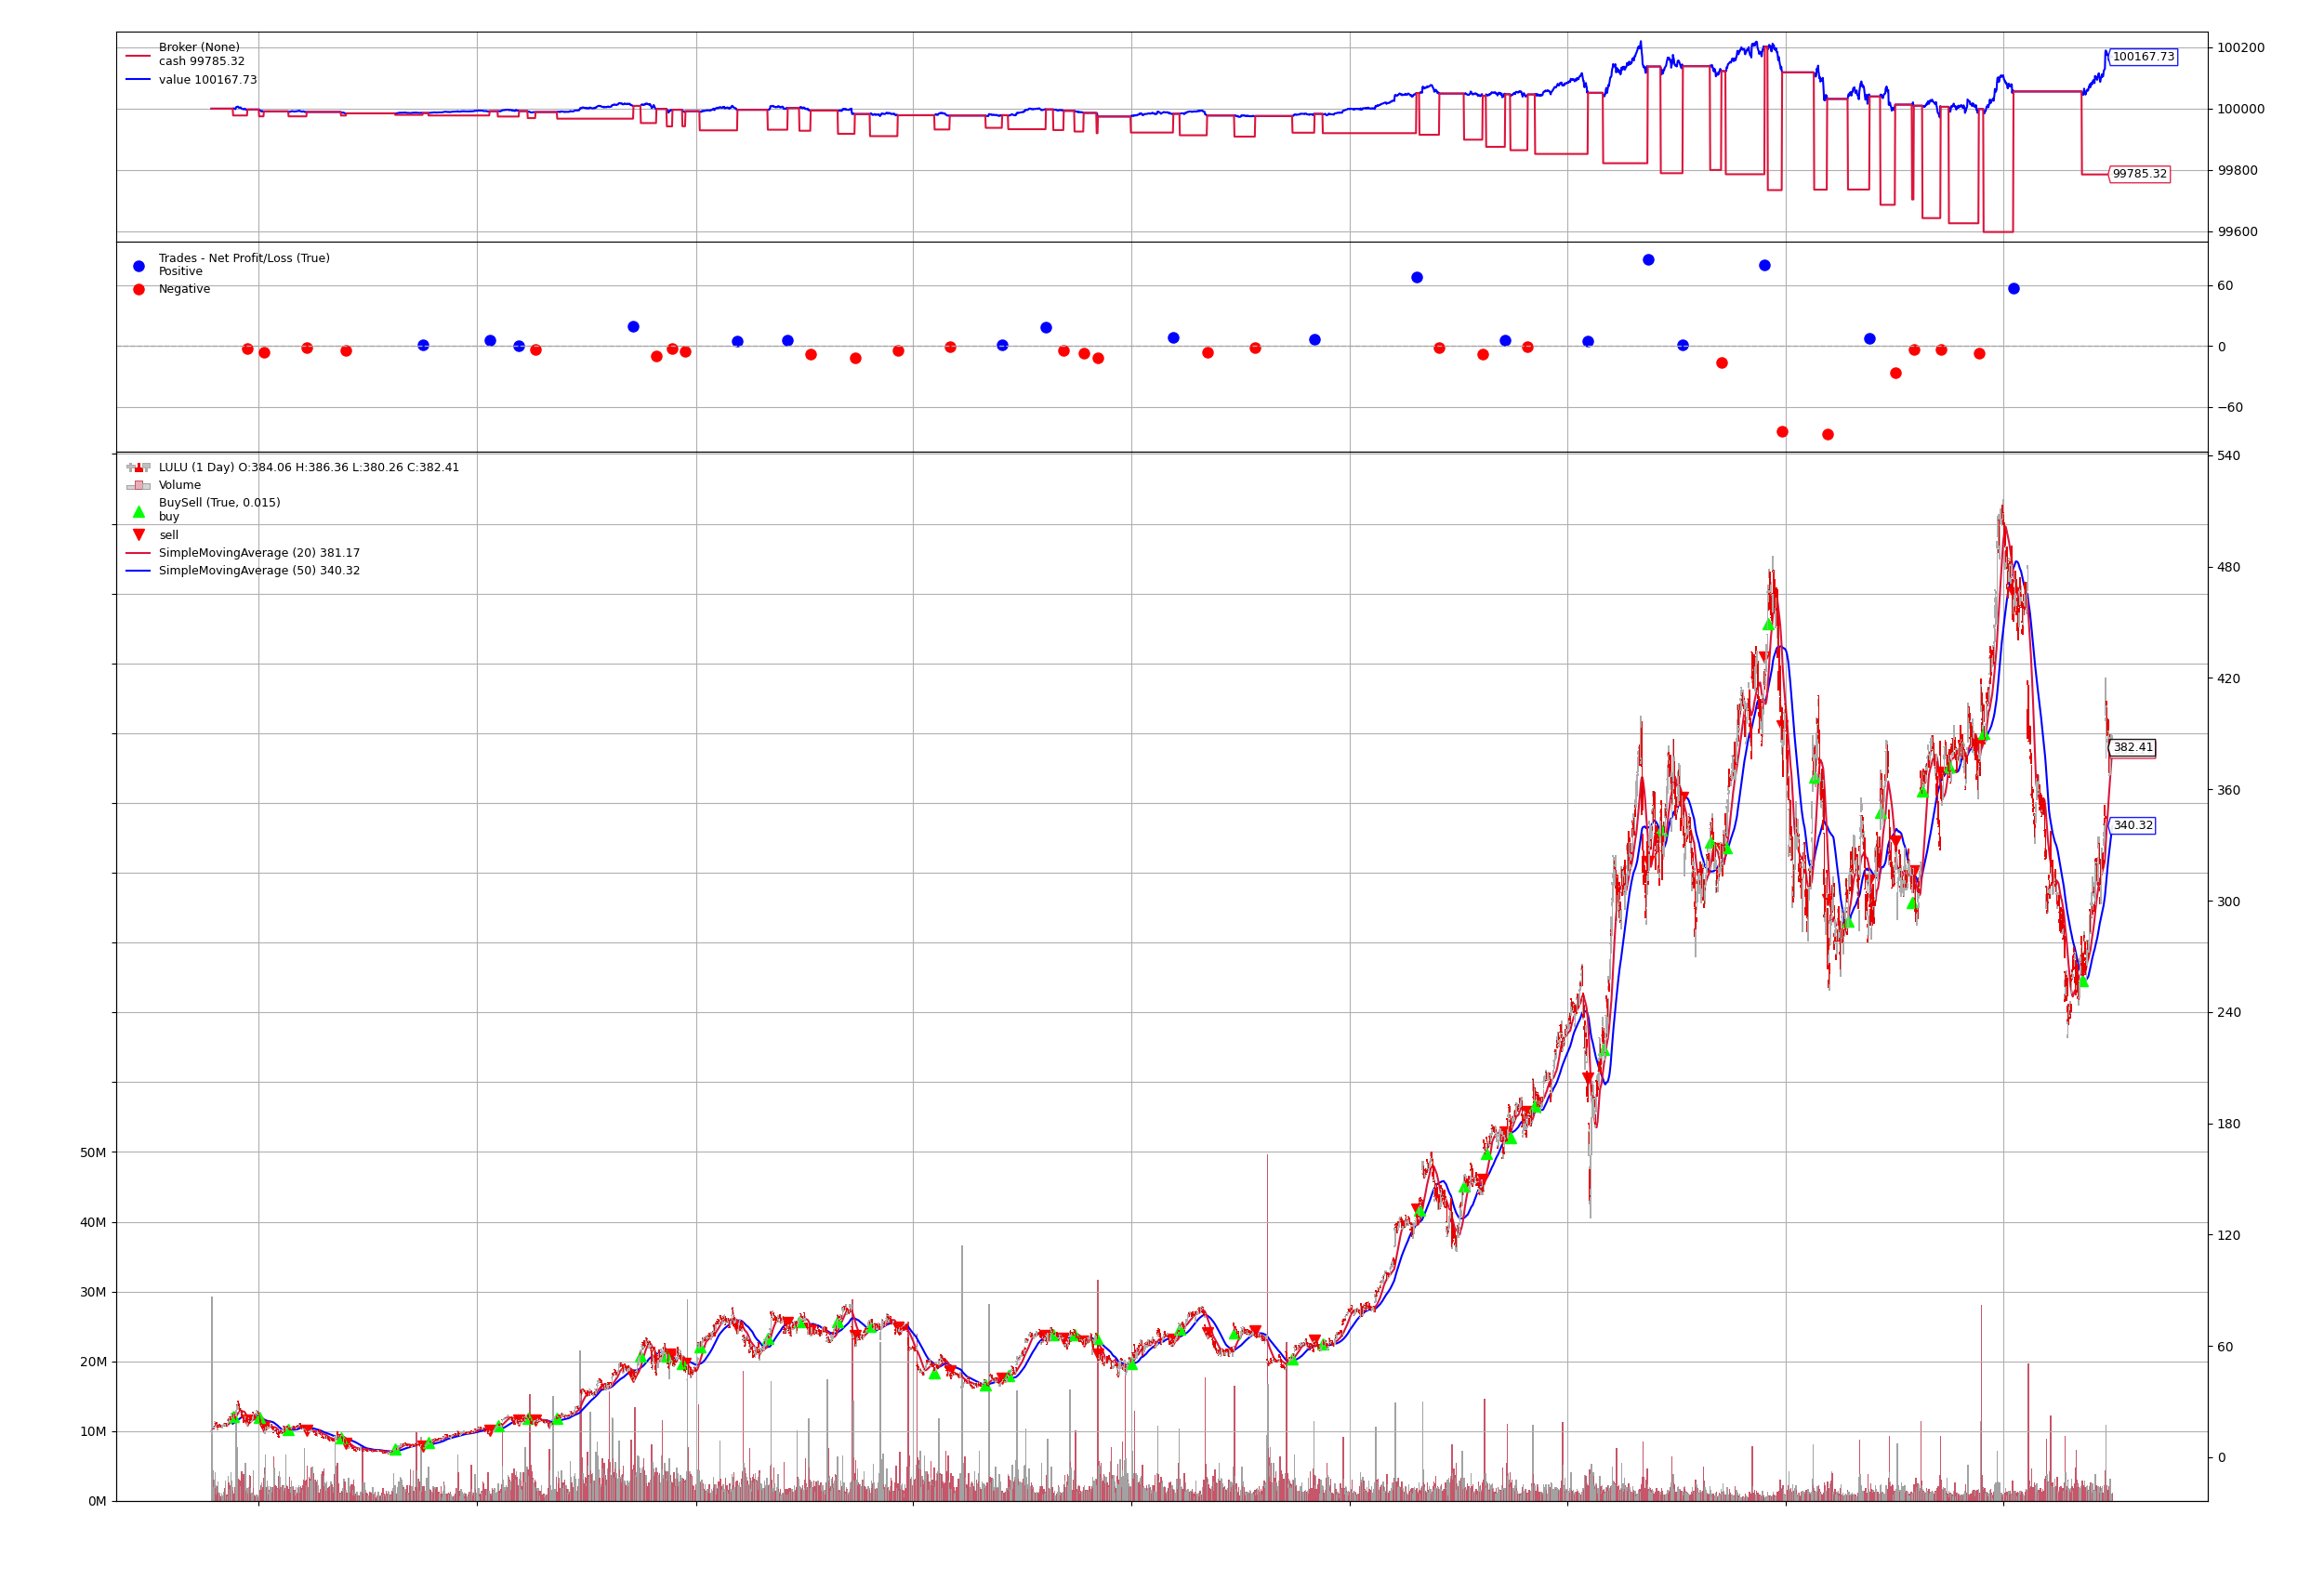 Broker (None)
cash 99785.32
value 100167.73
100200
100167.73
100000
99800
99785.32
99600
Trades - Net Profit/Loss (True)
Positive
Negative
60
0
−60
LULU (1 Day) O:384.06 H:386.36 L:380.26 C:382.41
Volume
BuySell (True, 0.015)
buy
sell
SimpleMovingAverage (20) 381.17
SimpleMovingAverage (50) 340.32
540
480
420
382.41
360
340.32
300
240
180
120
60
0
50M
40M
30M
20M
10M
0M